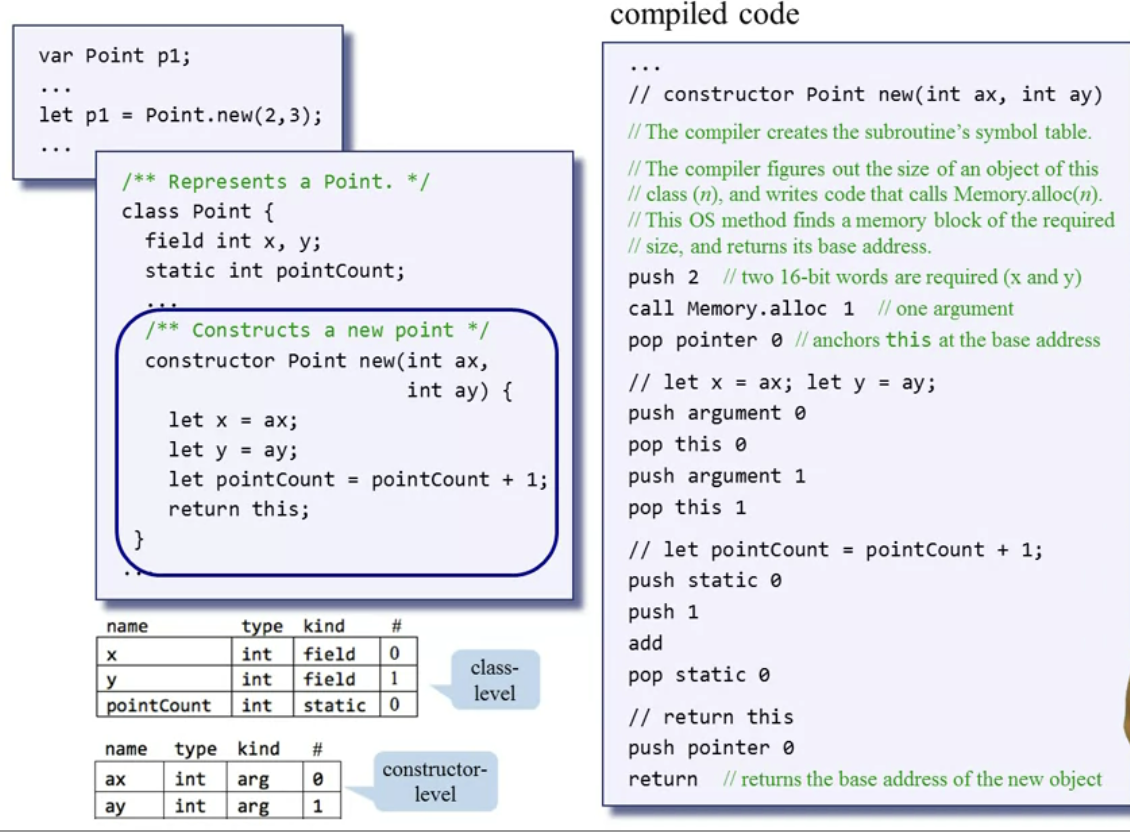 var Point p1;
...
let p1 = Point.new(2,3);
...
/** Represents a Point. */
class Point {
field int x, y;
static int pointCount;
...
/** Constructs a new point */
constructor Point new(int ax,
int ay) {
let x = ax;
let y = ay;
let pointCount = pointCount + 1;
return this;
}
...
name type kind #
x int field 0
y int field 1
pointCount int static 0
class-
level
name type kind #
ax int arg 0
ay int arg 1
constructor-
level
compiled code
...
// constructor Point new(int ax, int ay)
// The compiler creates the subroutine's symbol table.
// The compiler figures out the size of an object of this
// class (n), and writes code that calls Memory.alloc(n).
// This OS method finds a memory block of the required
// size, and returns its base address.
push 2 // two 16-bit words are required (x and y)
call Memory.alloc 1 // one argument
pop pointer 0 // anchors this at the base address
// let x = ax; let y = ay;
push argument 0
pop this 0
push argument 1
pop this 1
// let pointCount = pointCount + 1;
push static 0
push 1
add
pop static 0
// return this
push pointer 0
return // returns the base address of the new object